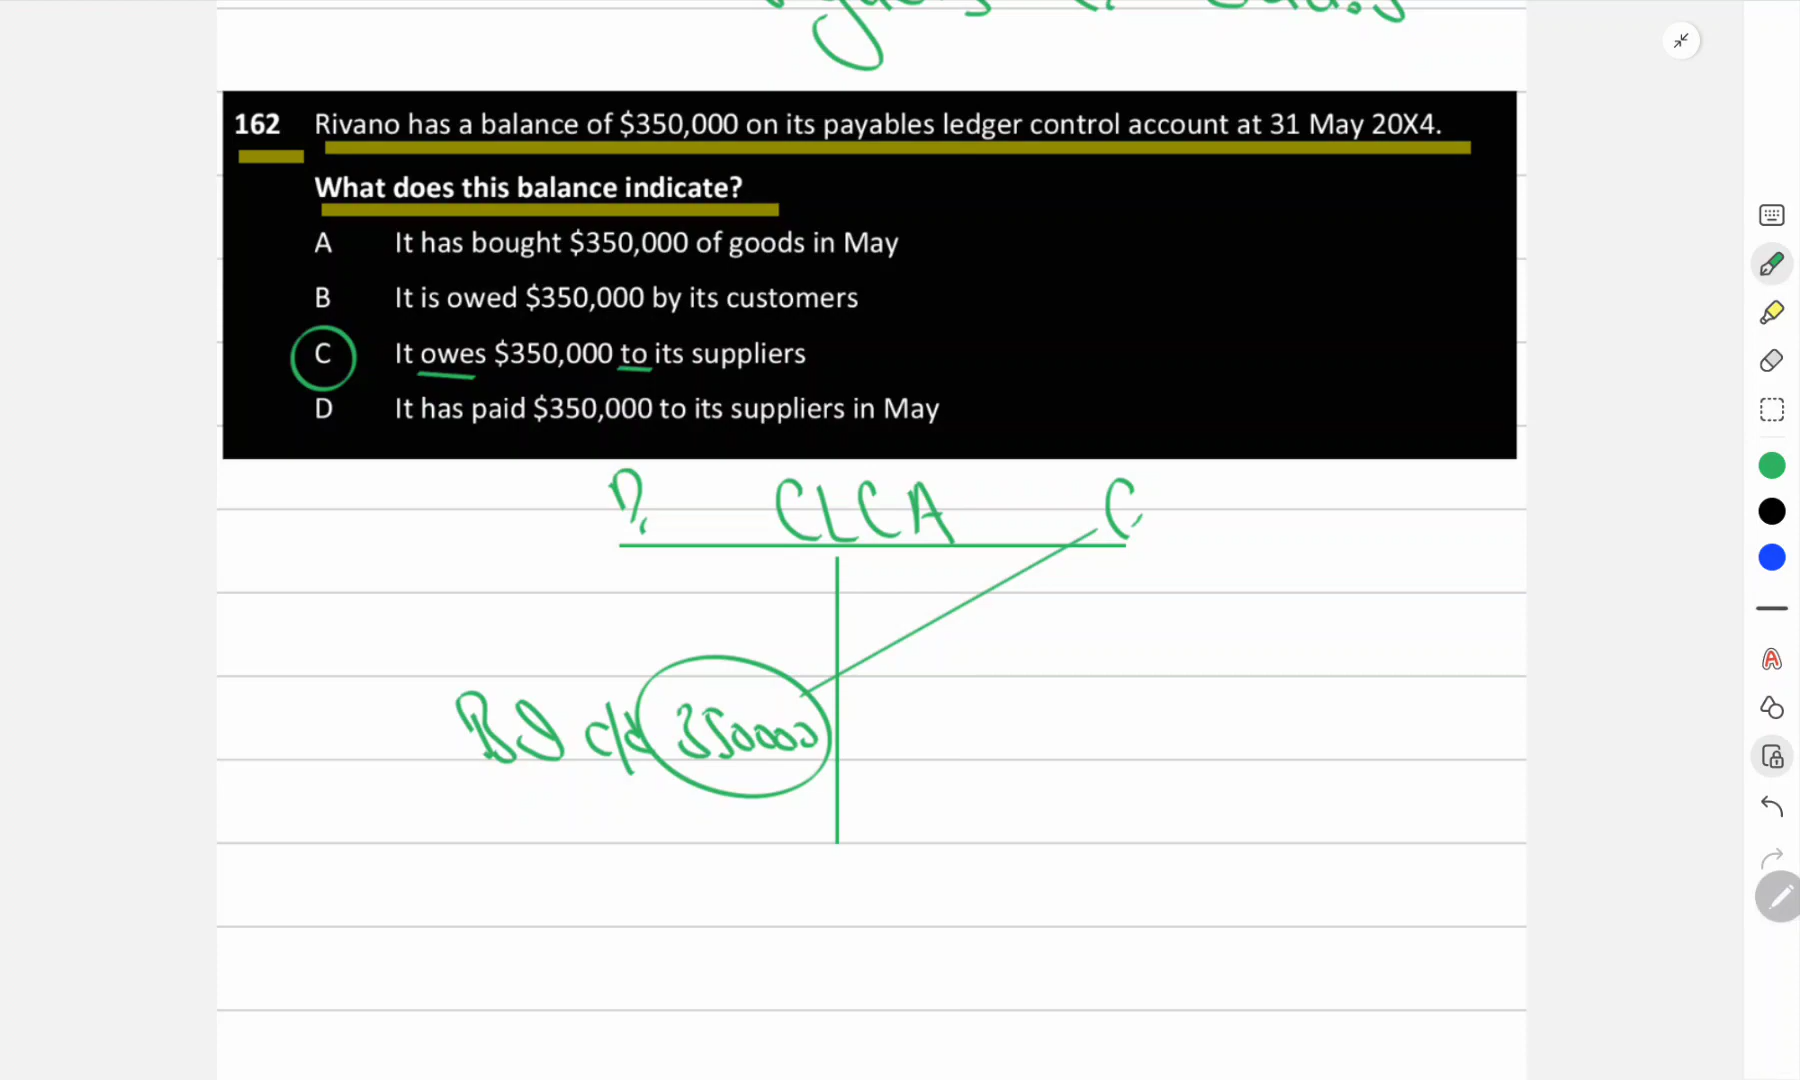 162 Rivano has a balance of $350,000 on its payables ledger control account at 31 May 20X4.
What does this balance indicate?
A It has bought $350,000 of goods in May
B It is owed $350,000 by its customers
C It owes $350,000 to its suppliers
D It has paid $350,000 to its suppliers in May
CLCA
c/d 350000